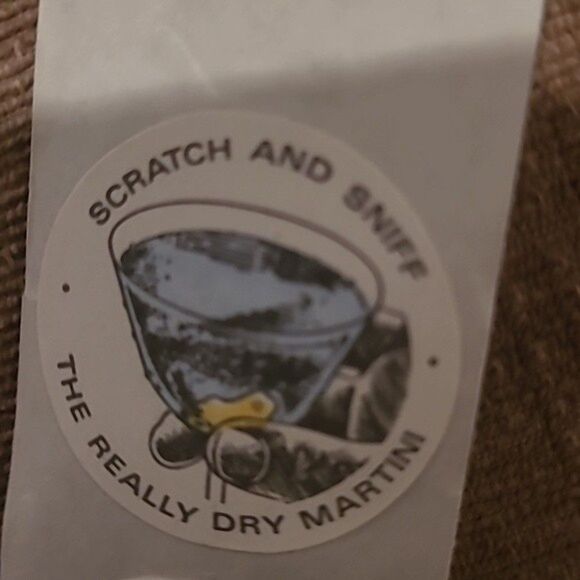 SCRATCH AND SNIFF
THE REALLY DRY MARTINI